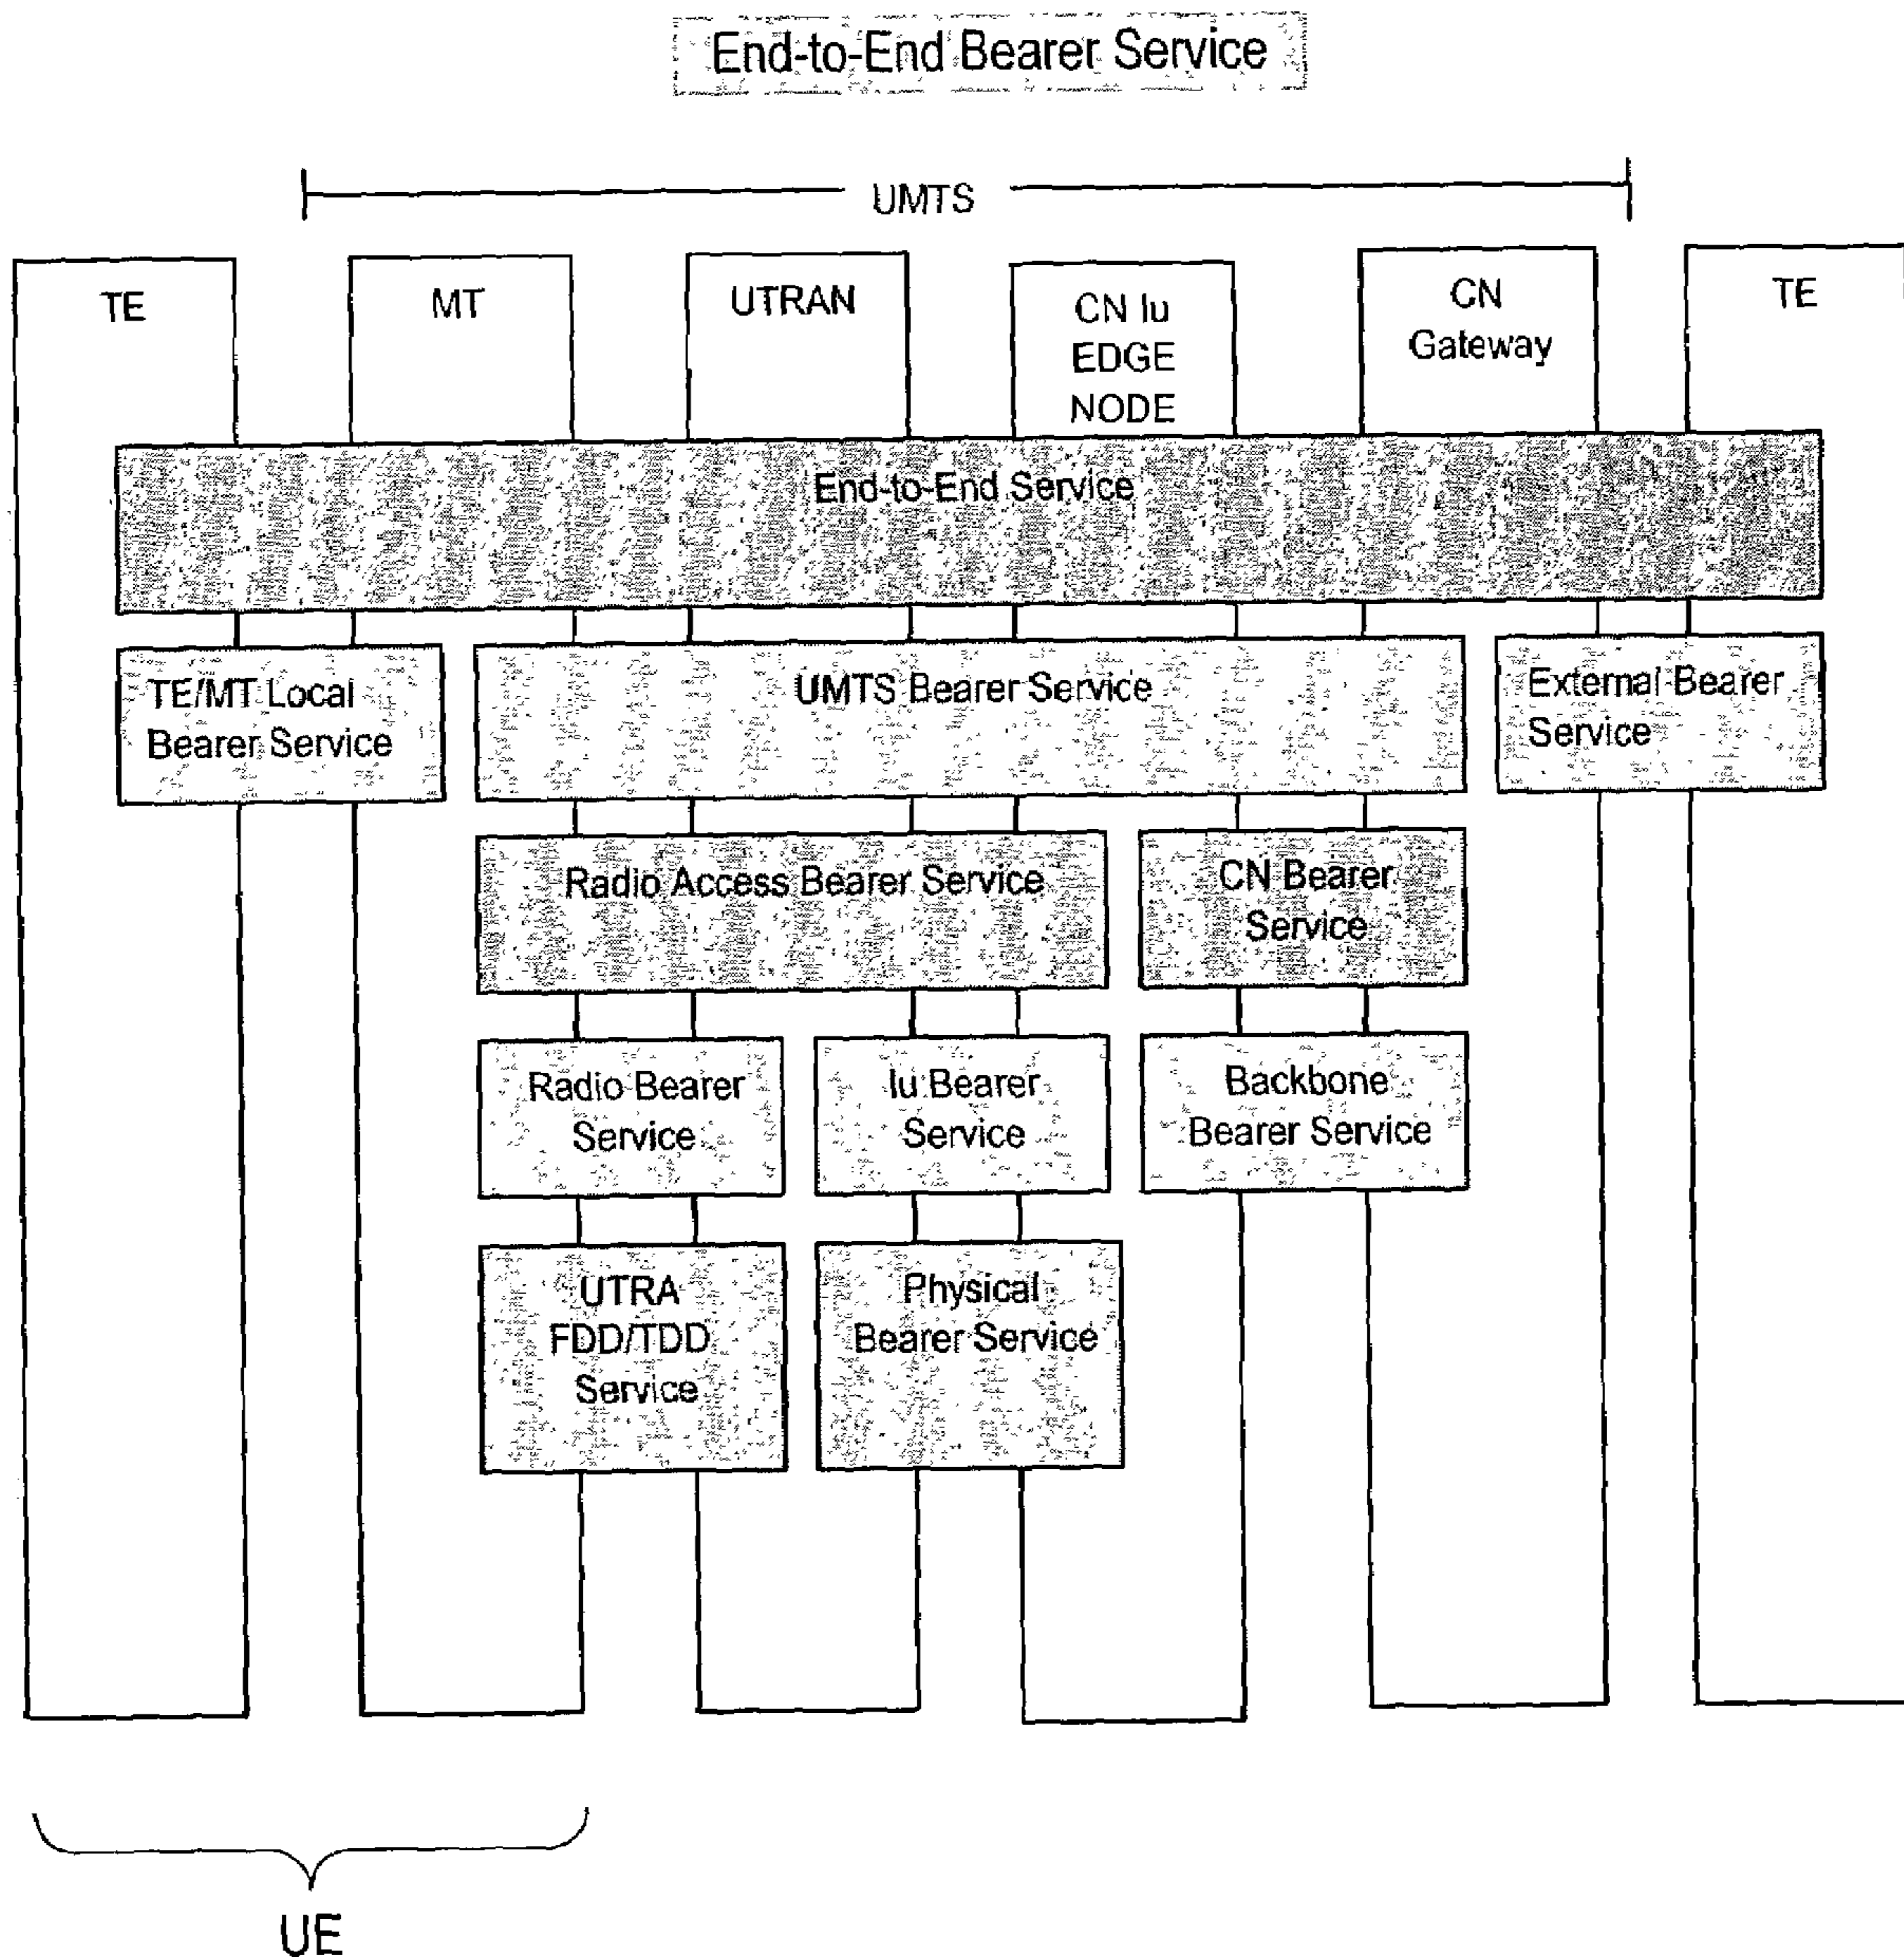 End-to-End Bearer Service
UMTS
TE
MT
UTRAN
CN Iu
EDGE
NODE
CN
Gateway
TE
End-to-End Service
TE/MT Local
Bearer Service
UMTS Bearer Service
External Bearer
Service
Radio Access Bearer Service
CN Bearer
Service
Radio Bearer
Service
Iu Bearer
Service
Backbone
Bearer Service
UTRA
FDD/TDD
Service
Physical
Bearer Service
UE